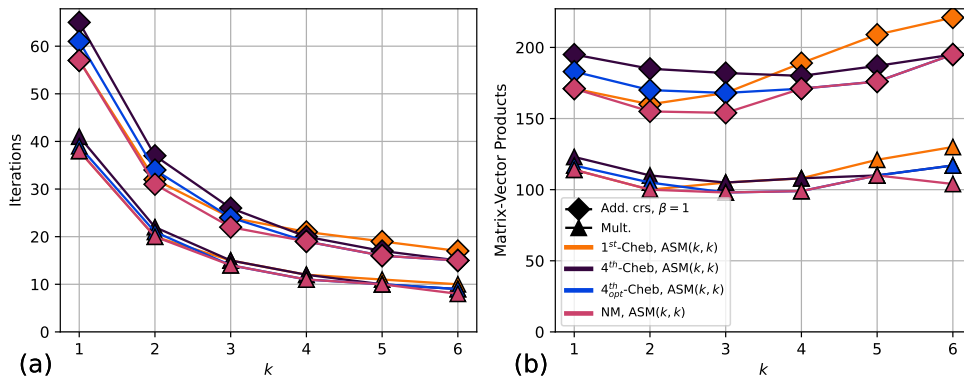 60
50
40
30
20
10
0
Iterations
1 2 3 4 5 6
k
(a)
200
150
100
50
0
Matrix-Vector Products
Add. crs, β = 1
Mult.
1st-Cheb, ASM(k, k)
4th-Cheb, ASM(k, k)
4th opt-Cheb, ASM(k, k)
NM, ASM(k, k)
1 2 3 4 5 6
k
(b)